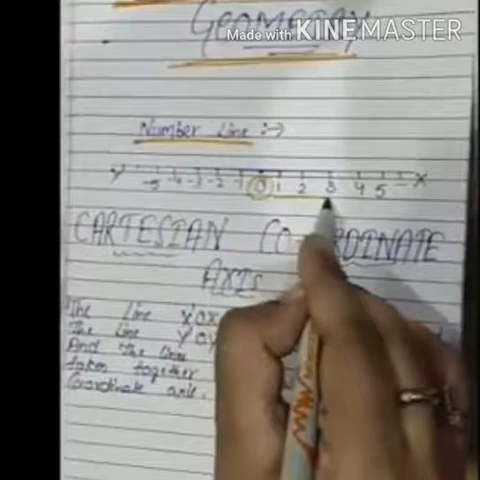 GEOMETRY
Made with KINEMASTER
Number Line :->
X' -5 -4 -3 -2 -1 0 1 2 3 4 5 X
CARTESIAN CO-ORDINATE
AXIS
The Line X'OX
The Line Y'OY
And the line
taken together
Coordinate axis.